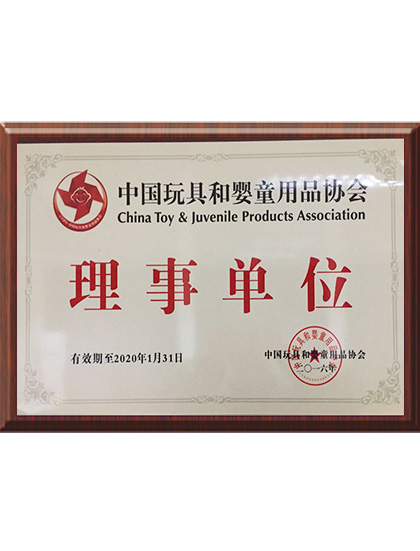 中国玩具和婴童用品协会
China Toy & Juvenile Products Association
理事单位
有效期至2020年1月31日
中国玩具和婴童用品协会
二〇一六年